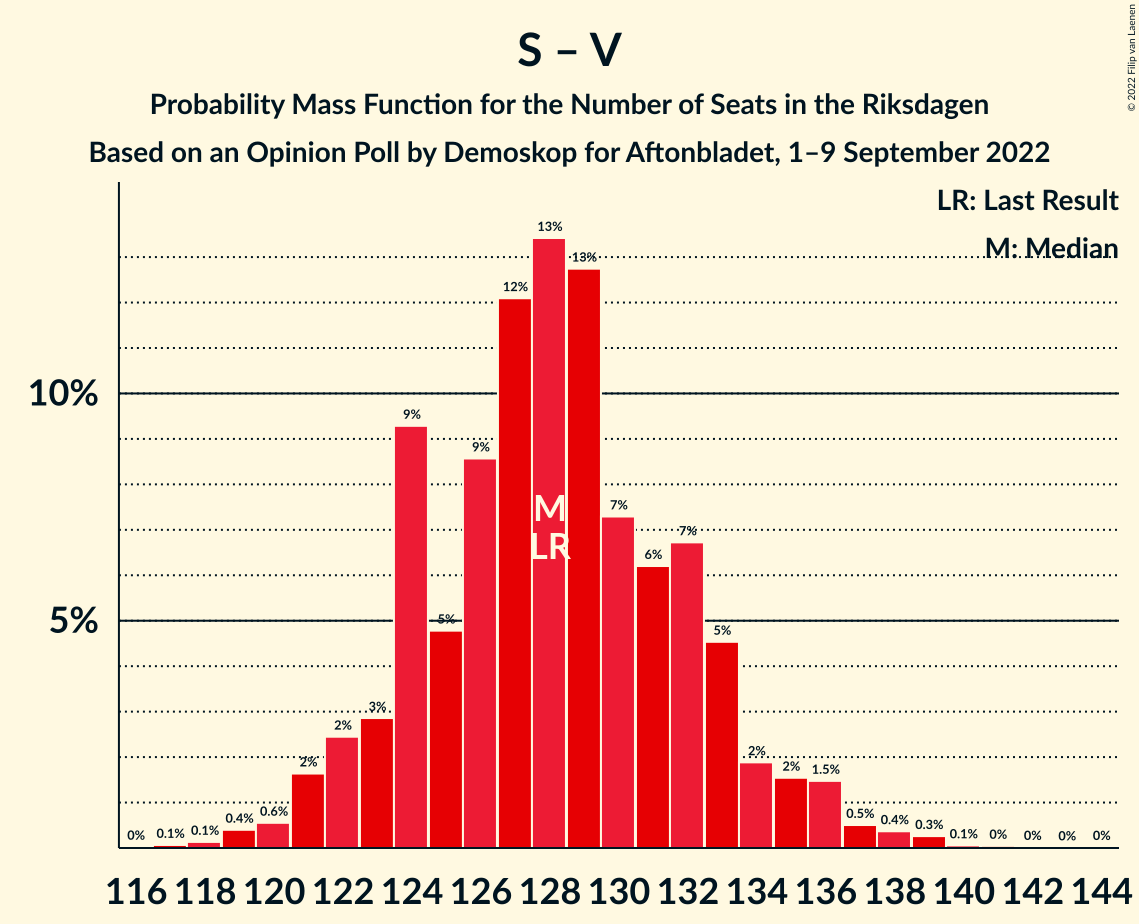 © 2022 Filip van Laenen
S – V
Probability Mass Function for the Number of Seats in the Riksdagen
Based on an Opinion Poll by Demoskop for Aftonbladet, 1–9 September 2022
LR: Last Result
M: Median
10%
5%
0% 0.1% 0.1% 0.4% 0.6% 2% 2% 3% 9% 5% 9% 12% 13% 13% 7% 6% 7% 5% 2% 2% 1.5% 0.5% 0.4% 0.3% 0.1% 0% 0% 0% 0%
M
LR
116 118 120 122 124 126 128 130 132 134 136 138 140 142 144